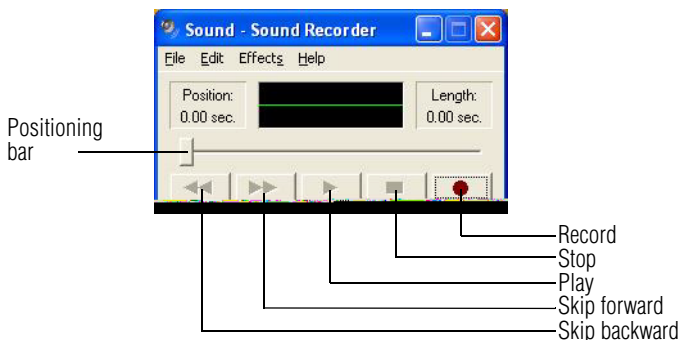 Sound - Sound Recorder
File Edit Effects Help
Position:
0.00 sec.
Length:
0.00 sec.
Positioning
bar
Record
Stop
Play
Skip forward
Skip backward